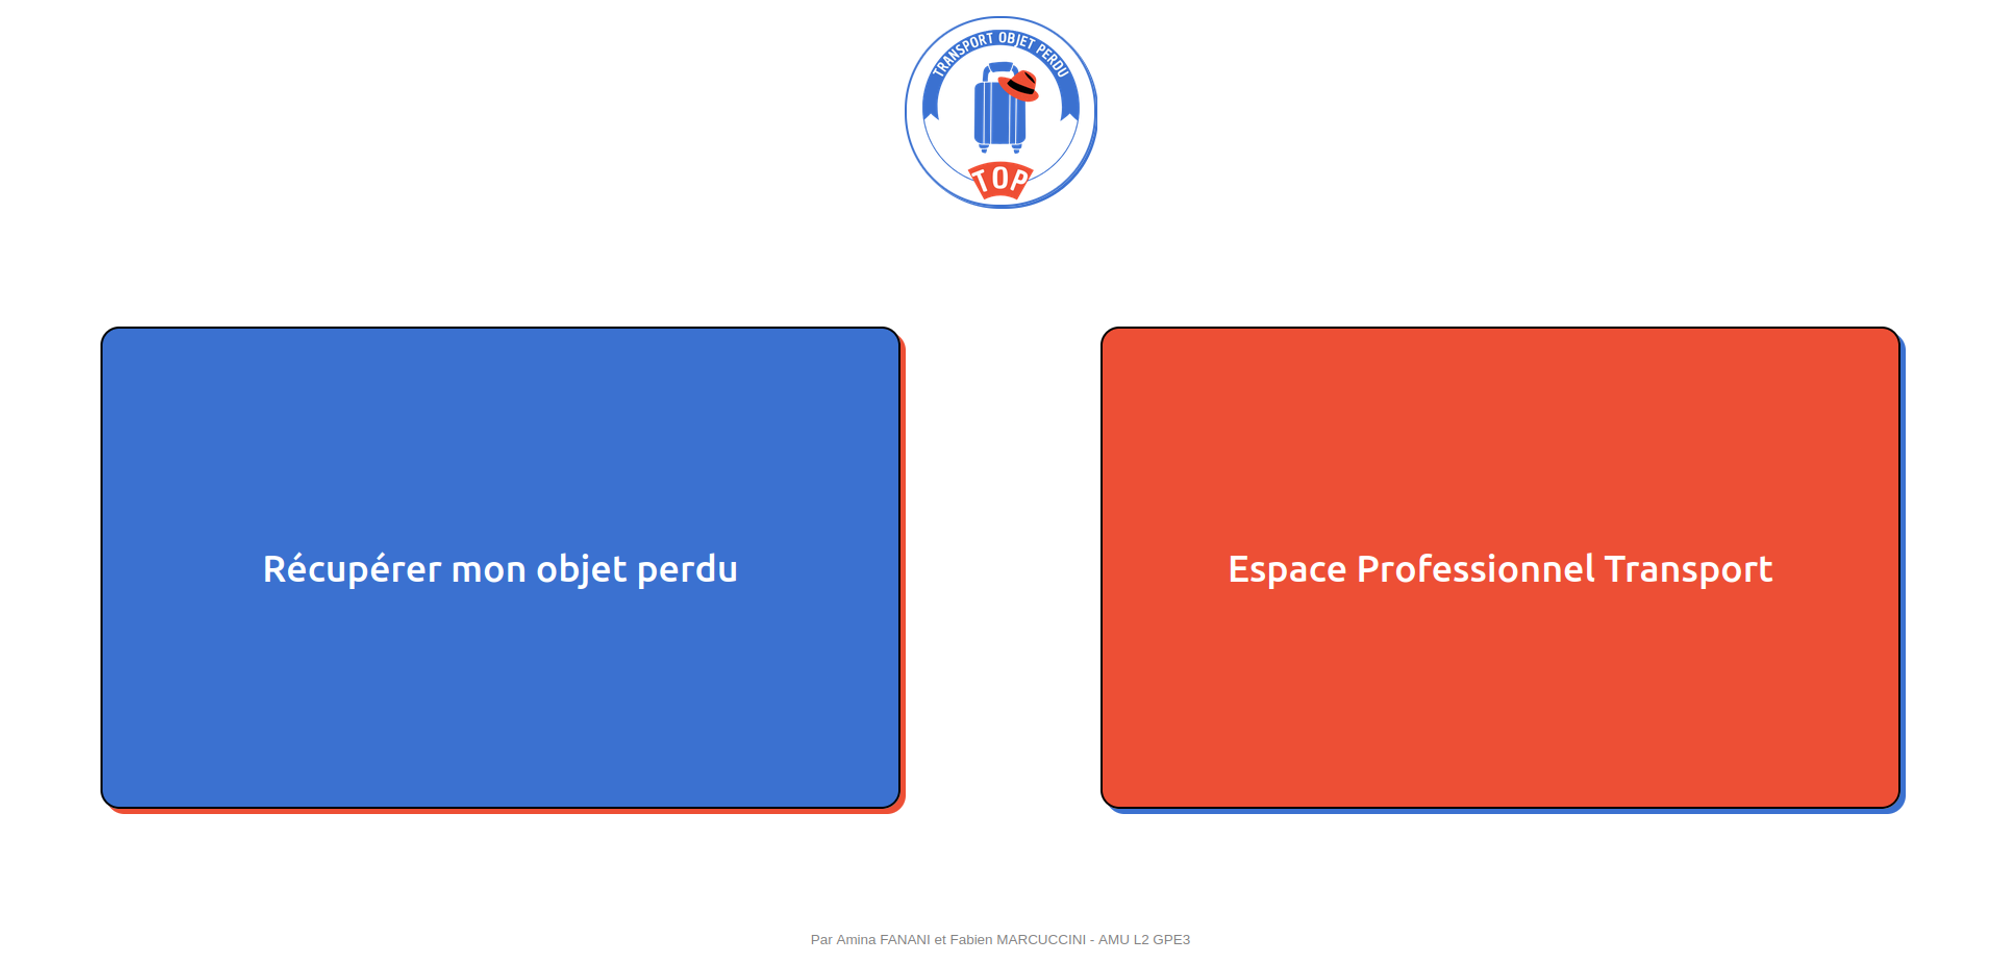 TRANSPORT OBJET PERDU
TOP
Récupérer mon objet perdu
Espace Professionnel Transport
Par Amina FANANI et Fabien MARCUCCINI - AMU L2 GPE3